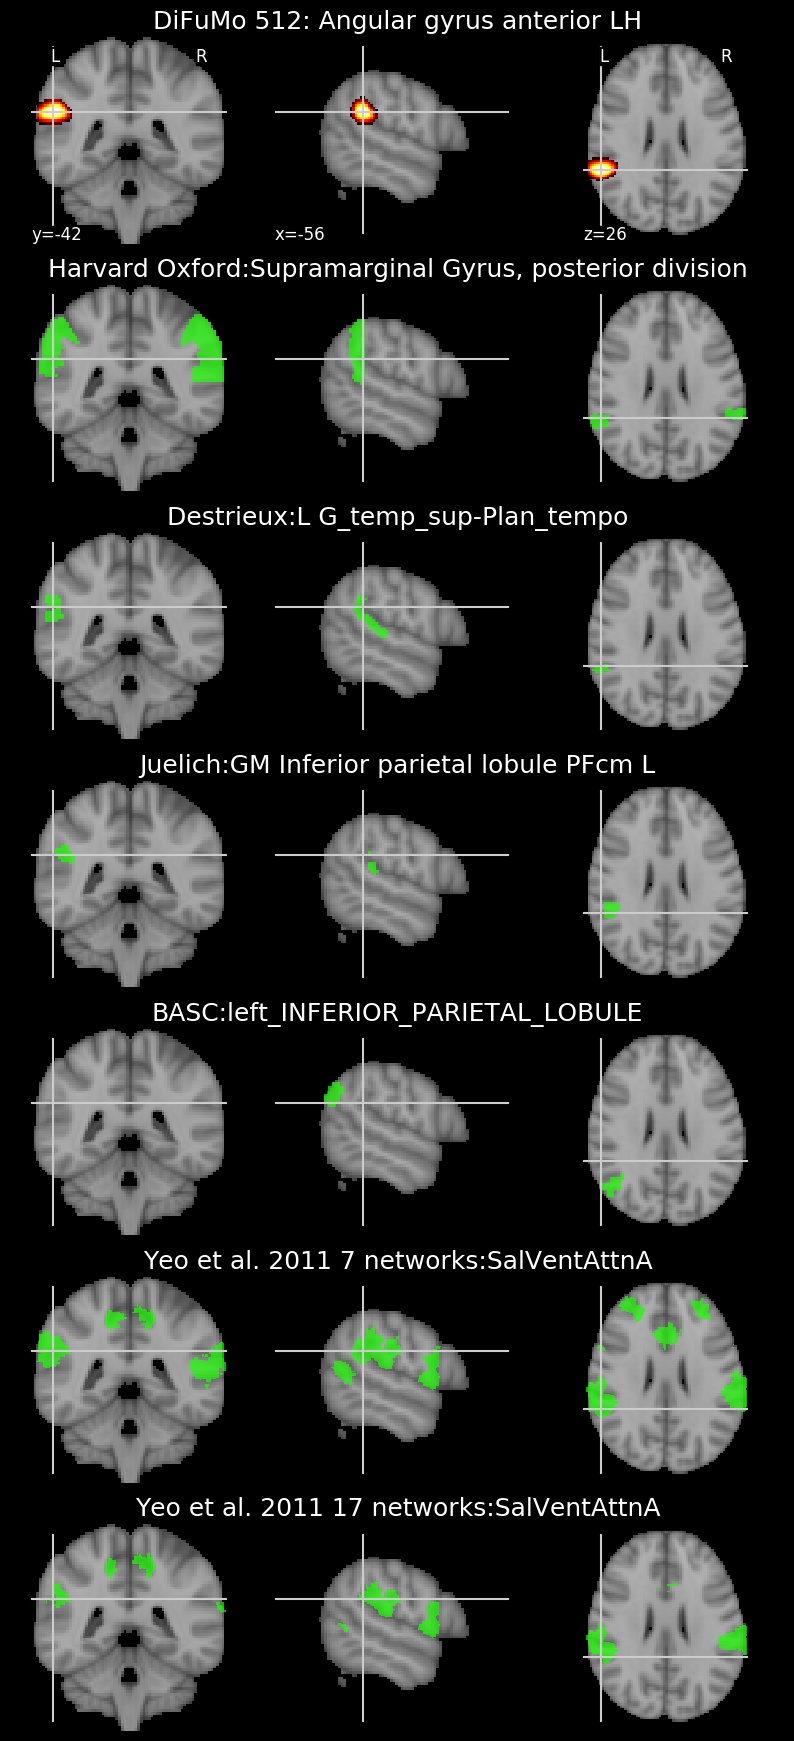 DiFuMo 512: Angular gyrus anterior LH
L R L R
y=-42 x=-56 z=26
Harvard Oxford:Supramarginal Gyrus, posterior division
Destrieux:L G_temp_sup-Plan_tempo
Juelich:GM Inferior parietal lobule PFcm L
BASC:left_INFERIOR_PARIETAL_LOBULE
Yeo et al. 2011 7 networks:SalVentAttnA
Yeo et al. 2011 17 networks:SalVentAttnA